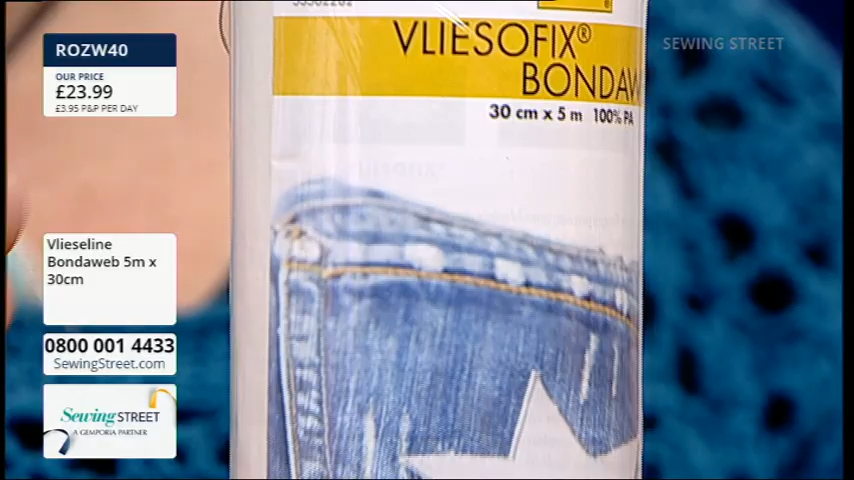 ROZW40
OUR PRICE
£23.99
£3.95 P&P PER DAY
Vlieseline
Bondaweb 5m x
30cm
0800 001 4433
SewingStreet.com
Sewing STREET
A GEMPORIA PARTNER
VLIESOFIX®
BONDAW
30 cm x 5 m 100% PA
SEWING STREET